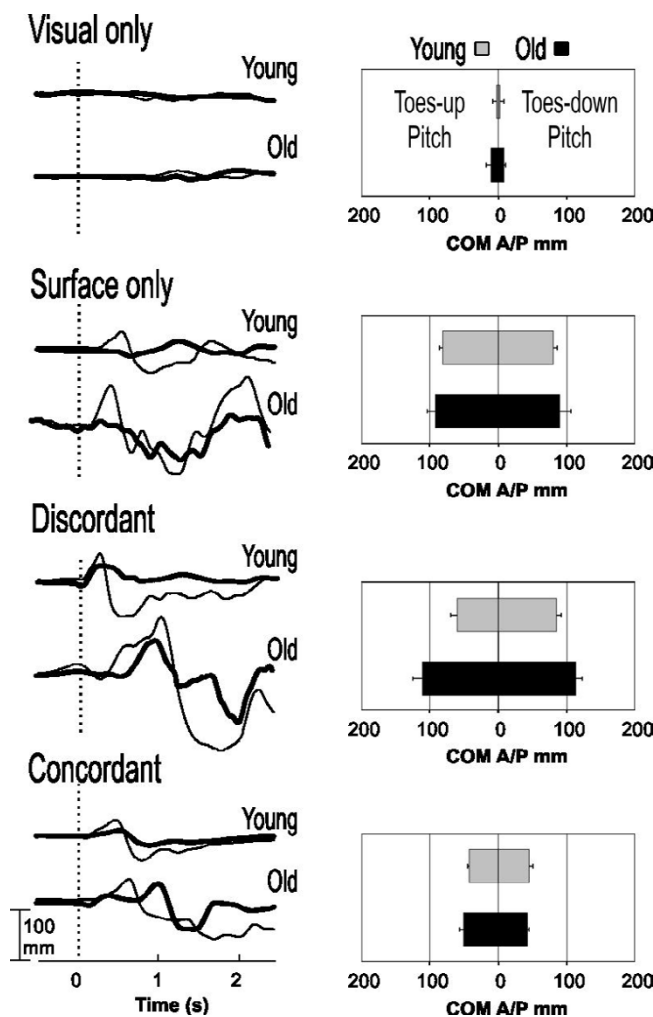 Visual only
Young
Old
Young Old
Toes-up Toes-down
Pitch Pitch
200 100 0 100 200
COM A/P mm
Surface only
Young
Old
200 100 0 100 200
COM A/P mm
Discordant
Young
Old
200 100 0 100 200
COM A/P mm
Concordant
Young
Old
100
mm
0 1 2
Time (s)
200 100 0 100 200
COM A/P mm